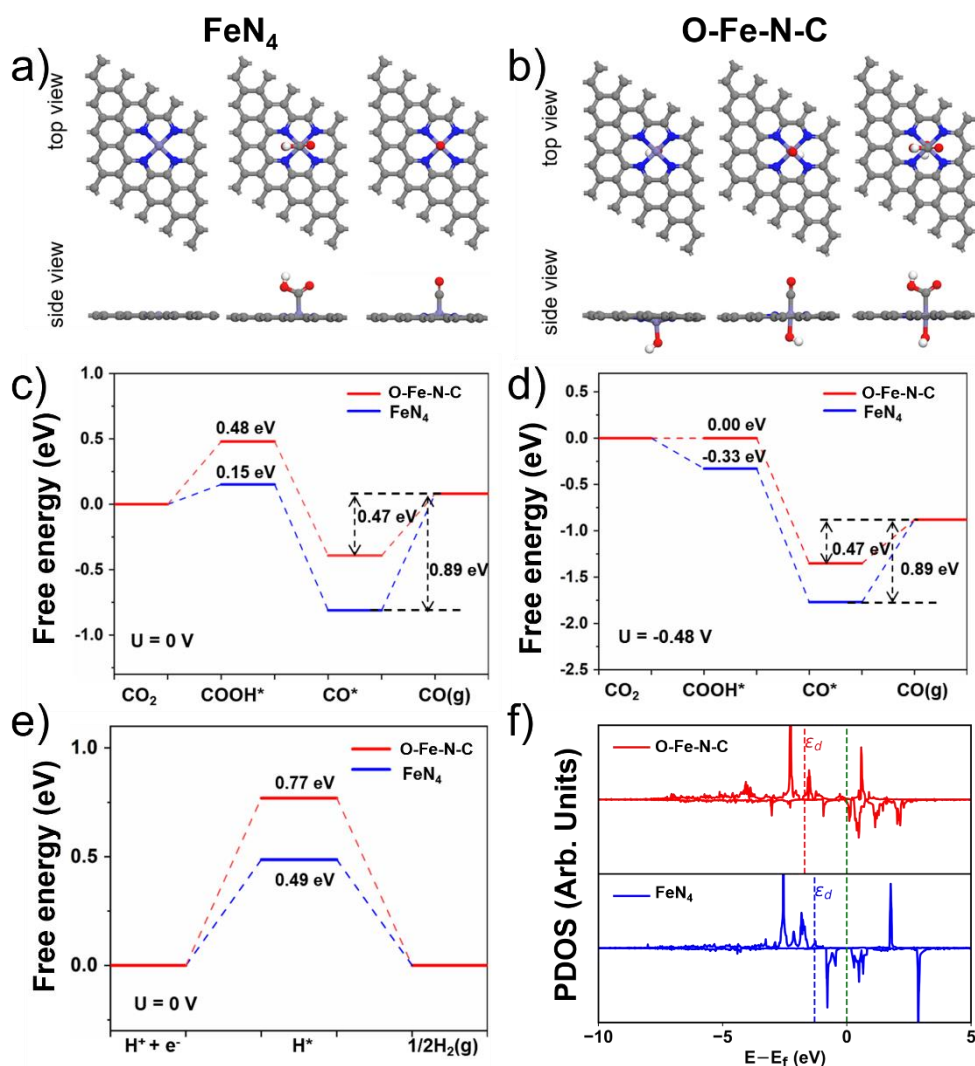 FeN4
O-Fe-N-C
a)
top view
side view
b)
top view
side view
c)
Free energy (eV)
1.0
0.5
0.0
-0.5
-1.0
O-Fe-N-C
FeN4
0.48 eV
0.15 eV
0.47 eV
0.89 eV
U = 0 V
CO2 COOH* CO* CO(g)
d)
Free energy (eV)
0.5
0.0
-0.5
-1.0
-1.5
-2.0
-2.5
O-Fe-N-C
FeN4
0.00 eV
-0.33 eV
0.47 eV
0.89 eV
U = -0.48 V
CO2 COOH* CO* CO(g)
e)
Free energy (eV)
1.0
0.5
0.0
O-Fe-N-C
FeN4
0.77 eV
0.49 eV
U = 0 V
H+ + e- H* 1/2H2(g)
f)
PDOS (Arb. Units)
O-Fe-N-C
εd
FeN4
εd
−10 −5 0 5
E−Ef (eV)